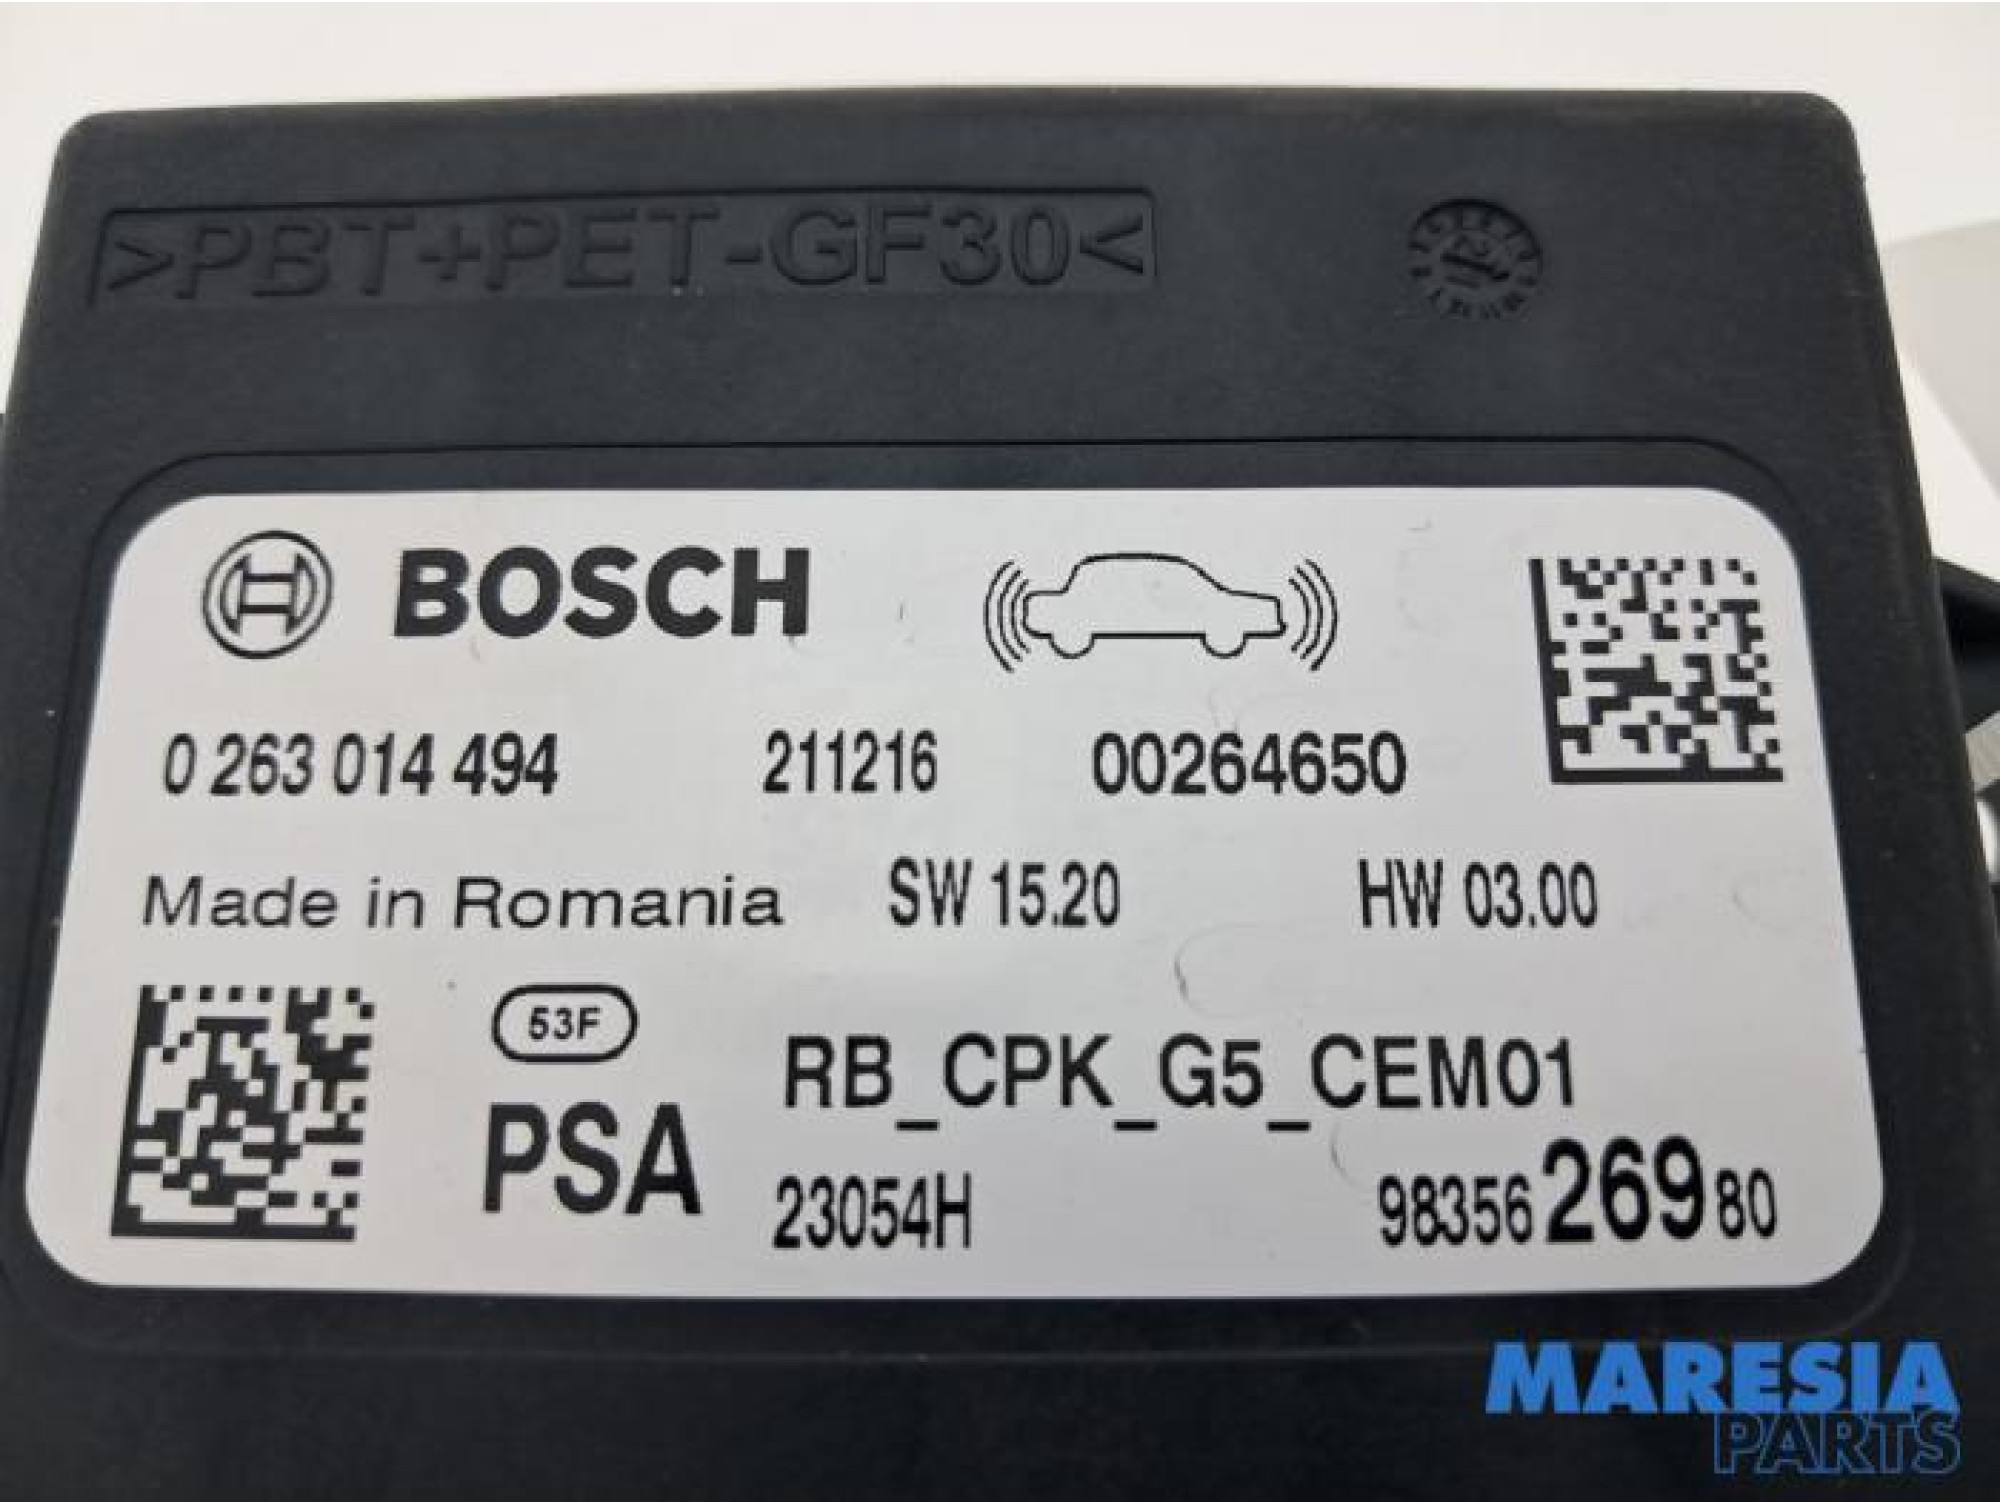 >PBT+PET-GF30<
BOSCH
0 263 014 494 211216 00264650
Made in Romania SW 15.20 HW 03.00
53F
RB_CPK_G5_CEM01
PSA
23054H 9835626980
MARESIA
PARTS